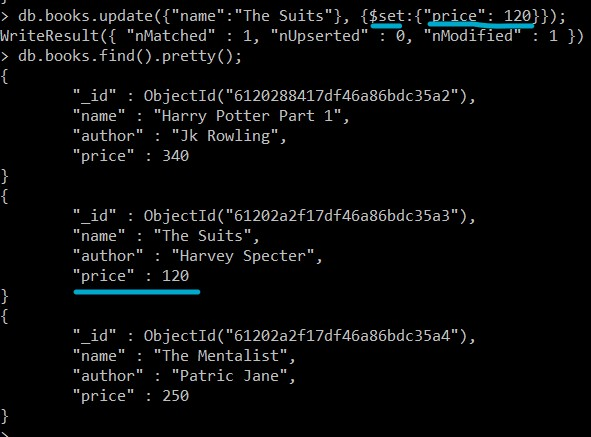 > db.books.update({"name":"The Suits"}, {$set:{"price": 120}});
WriteResult({ "nMatched" : 1, "nUpserted" : 0, "nModified" : 1 })
> db.books.find().pretty();
{
        "_id" : ObjectId("6120288417df46a86bdc35a2"),
        "name" : "Harry Potter Part 1",
        "author" : "Jk Rowling",
        "price" : 340
}
{
        "_id" : ObjectId("61202a2f17df46a86bdc35a3"),
        "name" : "The Suits",
        "author" : "Harvey Specter",
        "price" : 120
}
{
        "_id" : ObjectId("61202a2f17df46a86bdc35a4"),
        "name" : "The Mentalist",
        "author" : "Patric Jane",
        "price" : 250
}
>